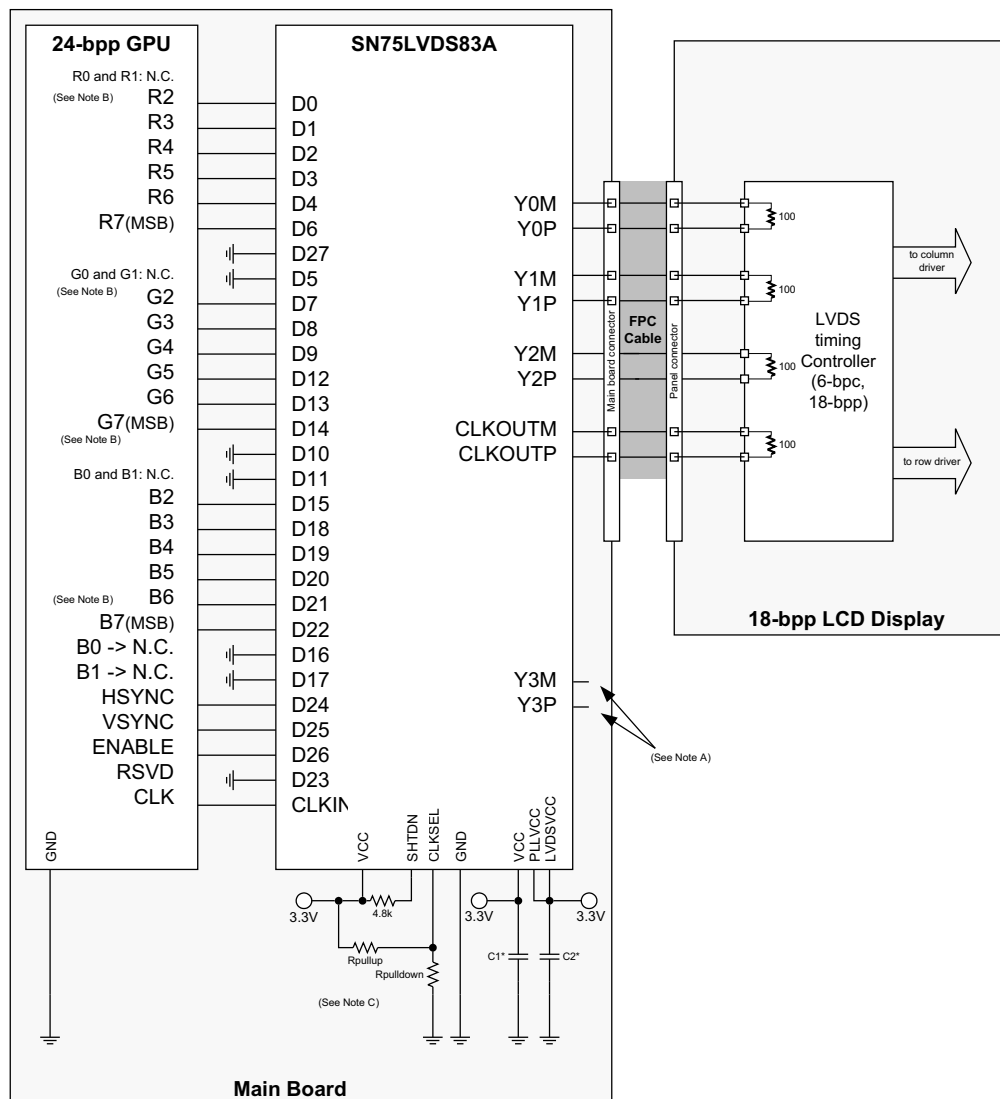 24-bpp GPU
R0 and R1: N.C.
(See Note B)
R2
R3
R4
R5
R6
R7(MSB)
G0 and G1: N.C.
(See Note B)
G2
G3
G4
G5
G6
G7(MSB)
(See Note B)
B0 and B1: N.C.
B2
B3
B4
B5
(See Note B)
B6
B7(MSB)
B0 -> N.C.
B1 -> N.C.
HSYNC
VSYNC
ENABLE
RSVD
CLK
GND
SN75LVDS83A
D0
D1
D2
D3
D4
D6
D27
D5
D7
D8
D9
D12
D13
D14
D10
D11
D15
D18
D19
D20
D21
D22
D16
D17
D24
D25
D26
D23
CLKIN
Y0M
Y0P
Y1M
Y1P
Y2M
Y2P
CLKOUTM
CLKOUTP
Y3M
Y3P
(See Note A)
VCC
SHTDN
CLKSEL
GND
VCC
PLLVCC
LVDSVCC
3.3V
4.8k
3.3V
3.3V
Rpullup
Rpulldown
C1*
C2*
(See Note C)
Main Board
Main board connector
FPC
Cable
Panel connector
100
100
100
100
LVDS
timing
Controller
(6-bpc,
18-bpp)
to column
driver
to row driver
18-bpp LCD Display